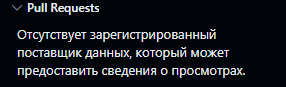 Pull Requests
Отсутствует зарегистрированный
поставщик данных, который может
предоставить сведения о просмотрах.